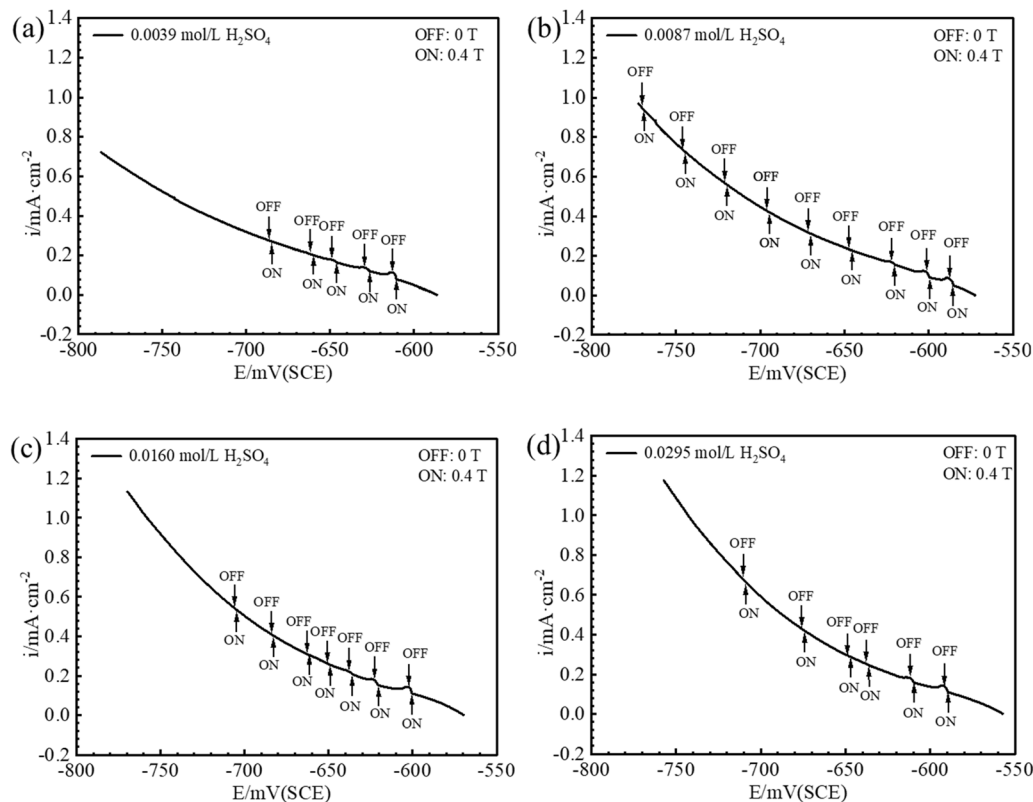 (a)
0.0039 mol/L H₂SO₄
OFF: 0 T
ON: 0.4 T
1.4
1.2
1.0
0.8
0.6
0.4
0.2
0.0
-0.2
i/mA·cm⁻²
OFF OFF OFF OFF OFF
ON ON ON ON ON
-800 -750 -700 -650 -600 -550
E/mV(SCE)
(b)
0.0087 mol/L H₂SO₄
OFF: 0 T
ON: 0.4 T
1.4
1.2
1.0
0.8
0.6
0.4
0.2
0.0
-0.2
i/mA·cm⁻²
OFF OFF OFF OFF OFF OFF OFF OFF OFF
ON ON ON ON ON ON ON ON ON
-800 -750 -700 -650 -600 -550
E/mV(SCE)
(c)
0.0160 mol/L H₂SO₄
OFF: 0 T
ON: 0.4 T
1.4
1.2
1.0
0.8
0.6
0.4
0.2
0.0
-0.2
i/mA·cm⁻²
OFF OFF OFF OFF OFF OFF OFF
ON ON ON ON ON ON ON
-800 -750 -700 -650 -600 -550
E/mV(SCE)
(d)
0.0295 mol/L H₂SO₄
OFF: 0 T
ON: 0.4 T
1.4
1.2
1.0
0.8
0.6
0.4
0.2
0.0
-0.2
i/mA·cm⁻²
OFF OFF OFF OFF OFF OFF
ON ON ON ON ON ON
-800 -750 -700 -650 -600 -550
E/mV(SCE)